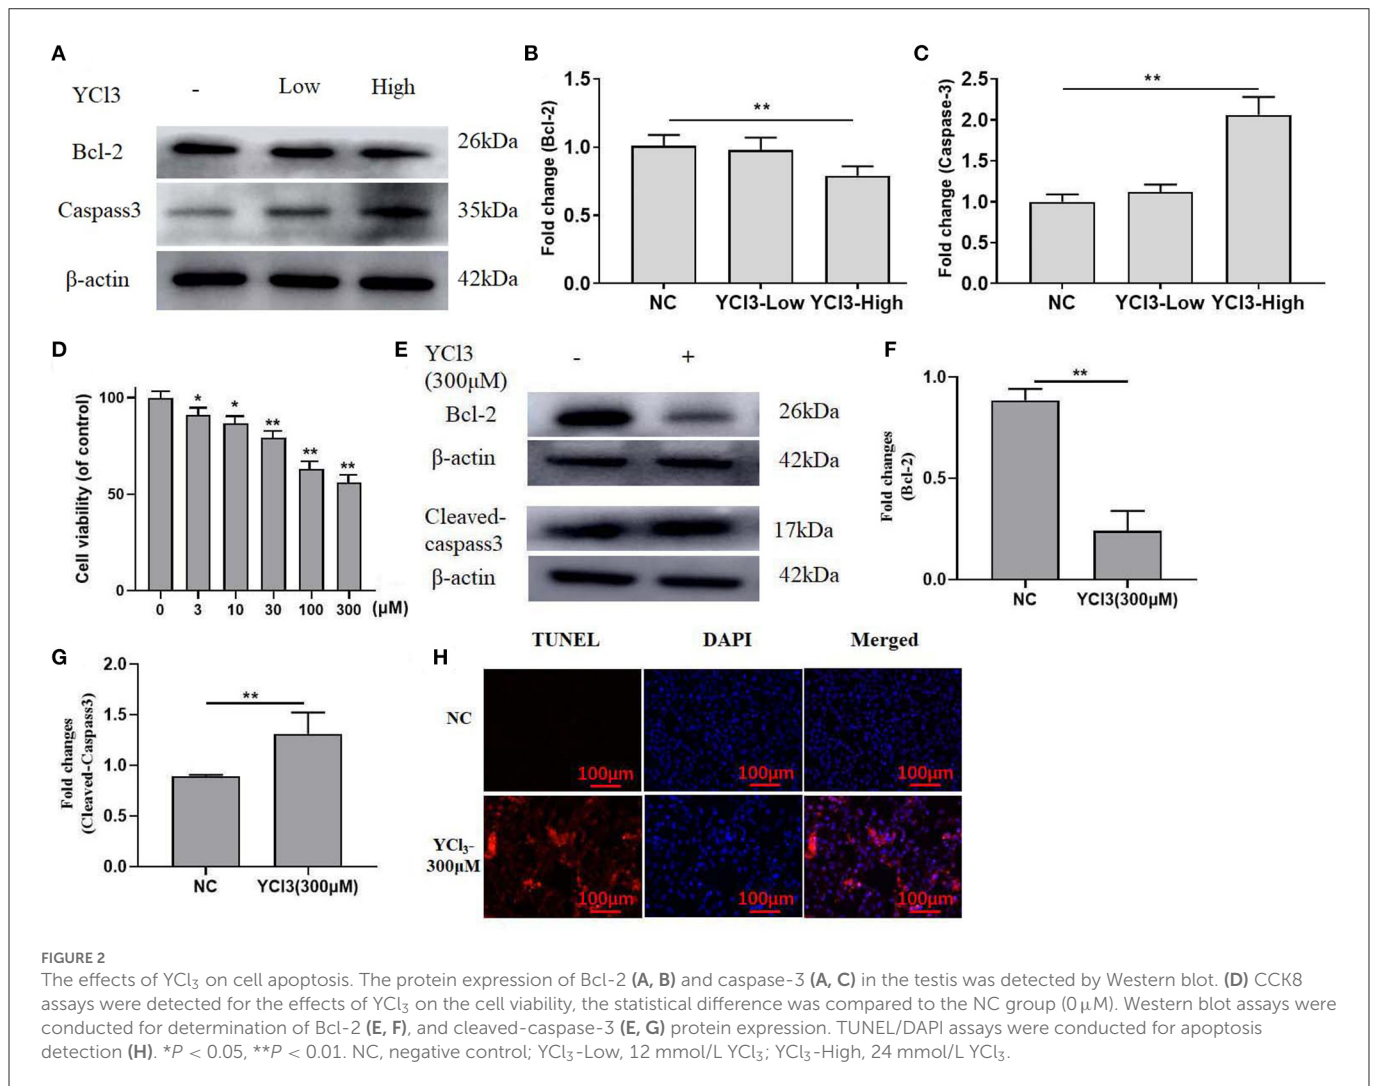 A
YCl3
-
Low
High
Bcl-2
26kDa
Caspass3
35kDa
β-actin
42kDa
B
Fold change (Bcl-2)
1.5
1.0
0.5
0.0
**
NC
YCl3-Low
YCl3-High
C
Fold change (Caspase-3)
2.5
2.0
1.5
1.0
0.5
0.0
**
NC
YCl3-Low
YCl3-High
D
Cell viability (of control)
100
50
0
*
*
**
**
**
0 3 10 30 100 300 (μM)
E
YCl3
(300μM)
-
+
Bcl-2
26kDa
β-actin
42kDa
Cleaved-
caspass3
17kDa
β-actin
42kDa
F
Fold changes
(Bcl-2)
1.0
0.5
0.0
**
NC
YCl3(300μM)
G
Fold changes
(Cleaved-Caspass3)
2.0
1.5
1.0
0.5
0.0
**
NC
YCl3(300μM)
H
TUNEL
DAPI
Merged
NC
100μm
100μm
100μm
YCl₃-
300μM
100μm
100μm
100μm
FIGURE 2
The effects of YCl₃ on cell apoptosis. The protein expression of Bcl-2 (A, B) and caspase-3 (A, C) in the testis was detected by Western blot. (D) CCK8
assays were detected for the effects of YCl₃ on the cell viability, the statistical difference was compared to the NC group (0 μM). Western blot assays were
conducted for determination of Bcl-2 (E, F), and cleaved-caspase-3 (E, G) protein expression. TUNEL/DAPI assays were conducted for apoptosis
detection (H). *P < 0.05, **P < 0.01. NC, negative control; YCl₃-Low, 12 mmol/L YCl₃; YCl₃-High, 24 mmol/L YCl₃.